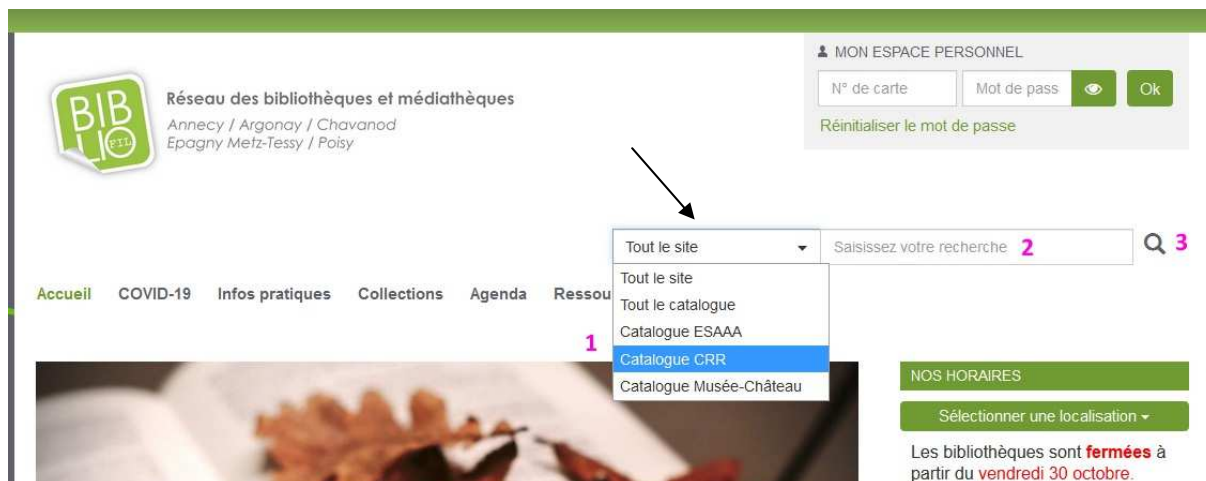 MON ESPACE PERSONNEL
N° de carte
Mot de pass
Ok
Réinitialiser le mot de passe
BIB
LIO
FIL
Réseau des bibliothèques et médiathèques
Annecy / Argonay / Chavanod
Epagny Metz-Tessy / Poisy
Tout le site
Saisissez votre recherche 2
3
Tout le site
Tout le catalogue
Catalogue ESAAA
Catalogue CRR
Catalogue Musée-Château
1
Accueil COVID-19 Infos pratiques Collections Agenda Ressou
NOS HORAIRES
Sélectionner une localisation
Les bibliothèques sont fermées à
partir du vendredi 30 octobre.